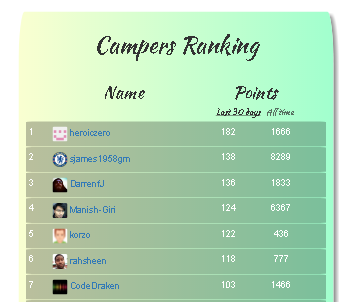 Campers Ranking
Name Points
Last 30 days All time
1 heroiczero 182 1666
2 sjames1958gm 138 8289
3 DarrenfJ 136 1833
4 Manish-Giri 124 6367
5 korzo 122 436
6 rahsheen 118 777
7 CodeDraken 103 1466